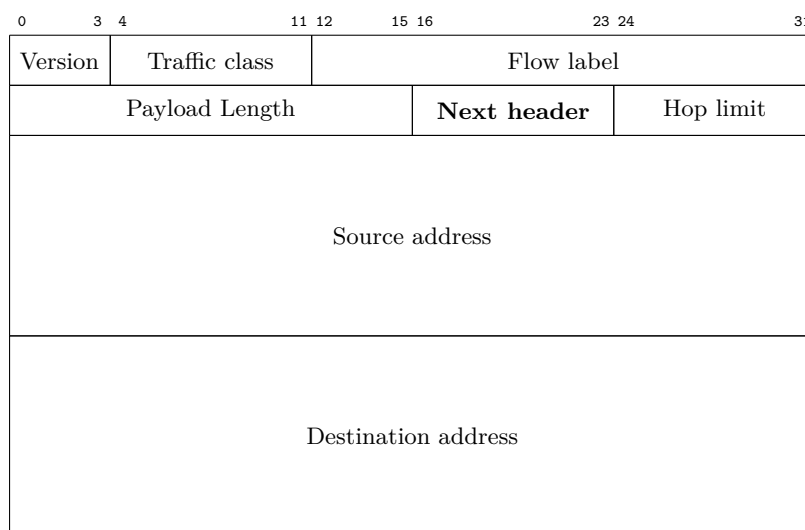 0 3 4 11 12 15 16 23 24 31
Version Traffic class Flow label
Payload Length Next header Hop limit
Source address
Destination address